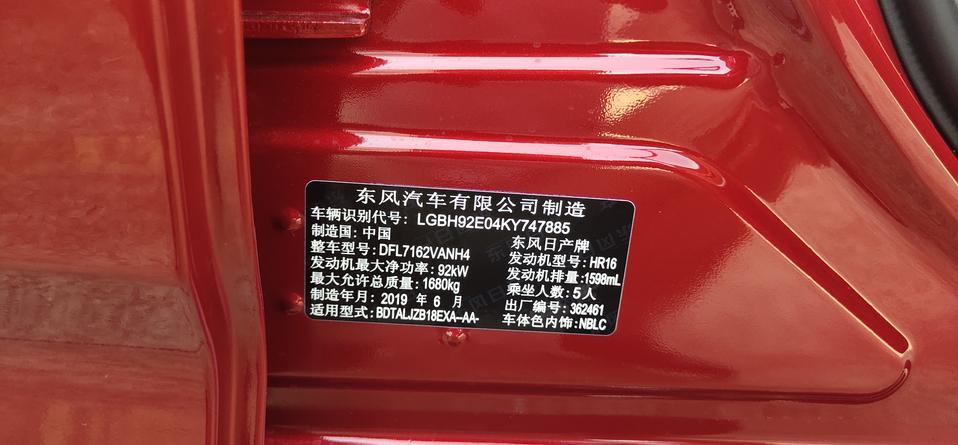 东风汽车有限公司制造
车辆识别代号: LGBH92E04KY747885
制造国: 中国 东风日产牌
整车型号: DFL7162VANH4 发动机型号: HR16
发动机最大净功率: 92kW 发动机排量: 1598mL
最大允许总质量: 1680kg 乘坐人数: 5人
制造年月: 2019 年 6 月 出厂编号: 362461
适用型式: BDTALJZB18EXA-AA- 车体色内饰: NBLC